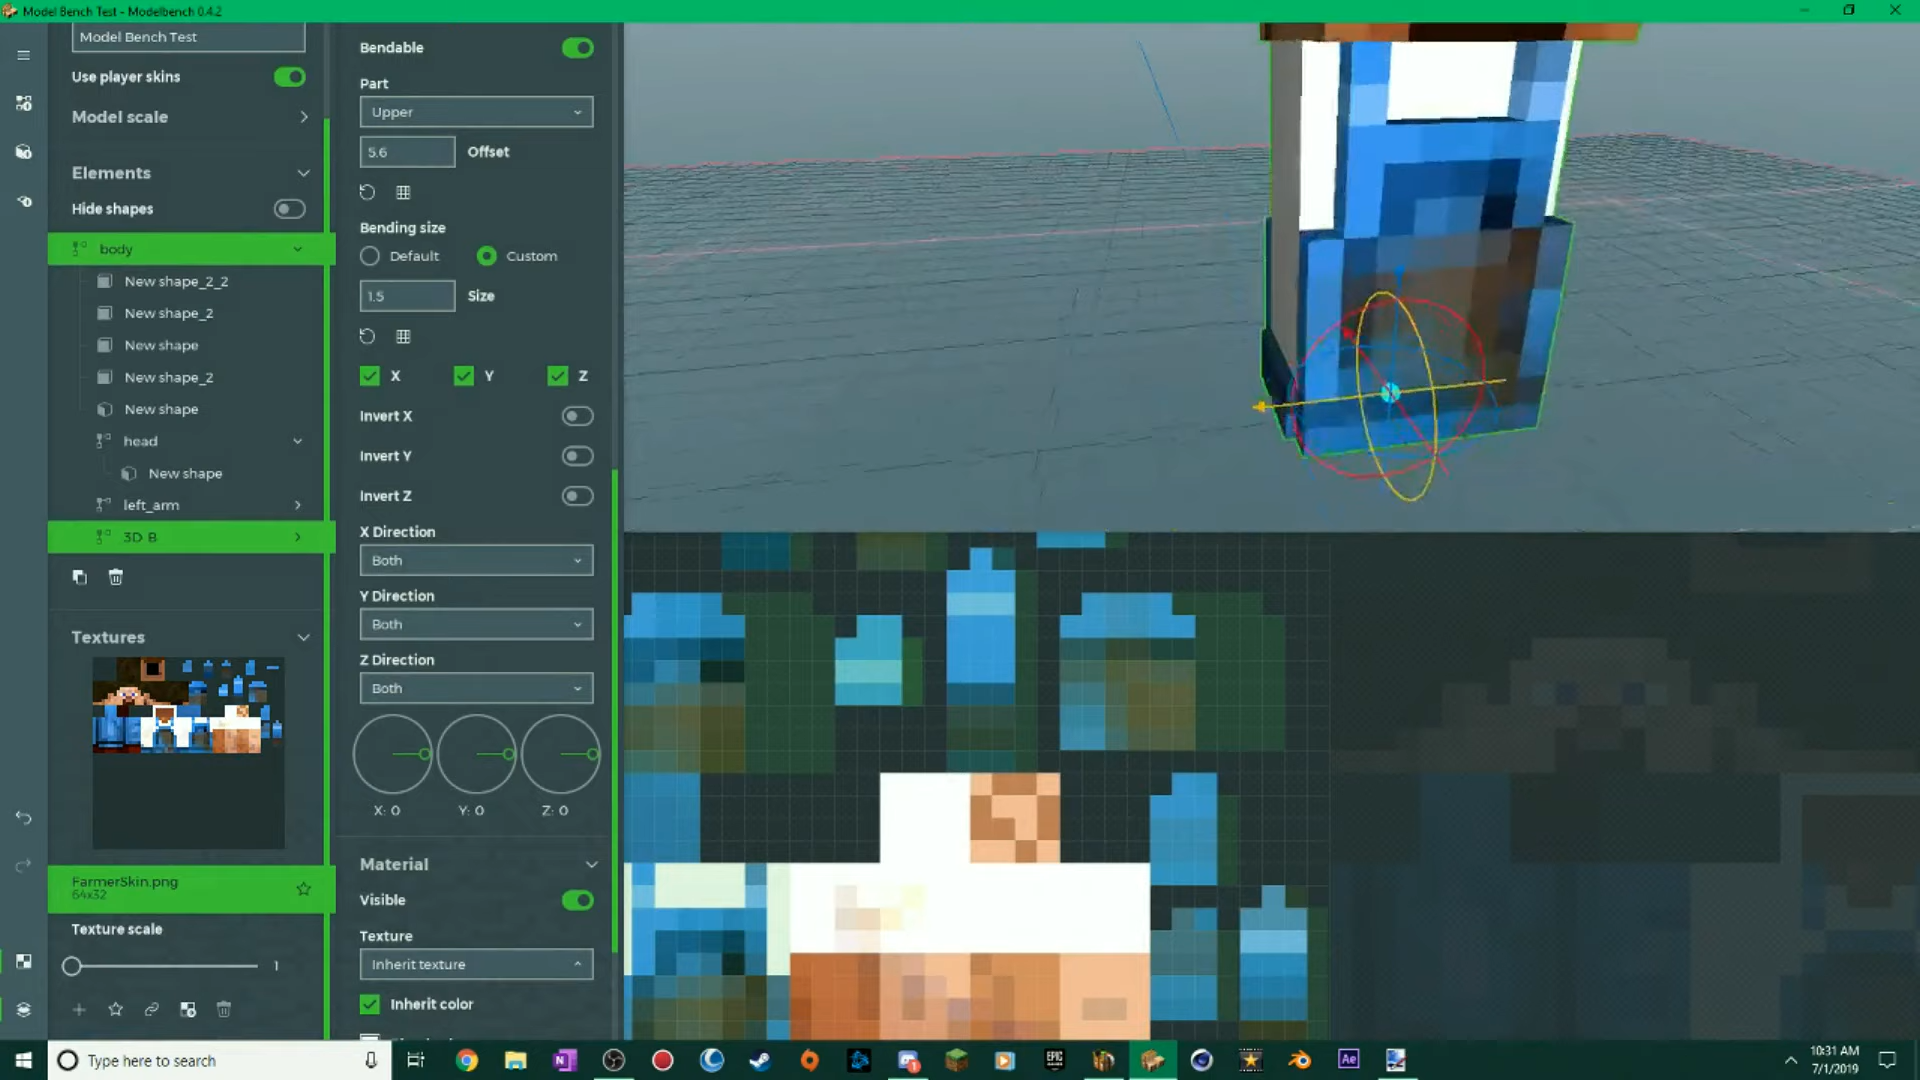 Model Bench Test - Modelbench 0.4.2
Model Bench Test
Use player skins
Model scale
Elements
Hide shapes
body
New shape_2_2
New shape_2
New shape
New shape_2
New shape
head
New shape
left_arm
3D B
Textures
FarmerSkin.png
64x32
Texture scale
1
Bendable
Part
Upper
5.6 Offset
Bending size
Default Custom
1.5 Size
X Y Z
Invert X
Invert Y
Invert Z
X Direction
Both
Y Direction
Both
Z Direction
Both
X: 0 Y: 0 Z: 0
Material
Visible
Texture
Inherit texture
Inherit color
Type here to search
EPIC
Ae
10:31 AM
7/1/2019